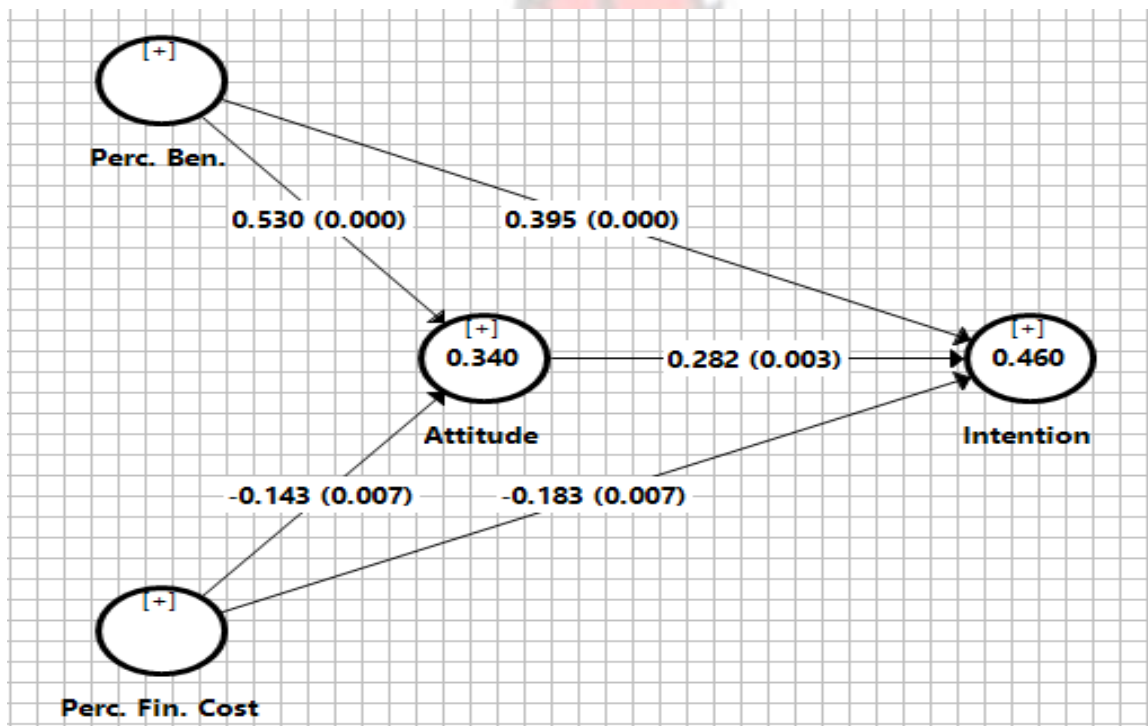 [+]
Perc. Ben.
0.530 (0.000)
0.395 (0.000)
[+]
0.340
Attitude
0.282 (0.003)
[+]
0.460
Intention
-0.143 (0.007)
-0.183 (0.007)
[+]
Perc. Fin. Cost